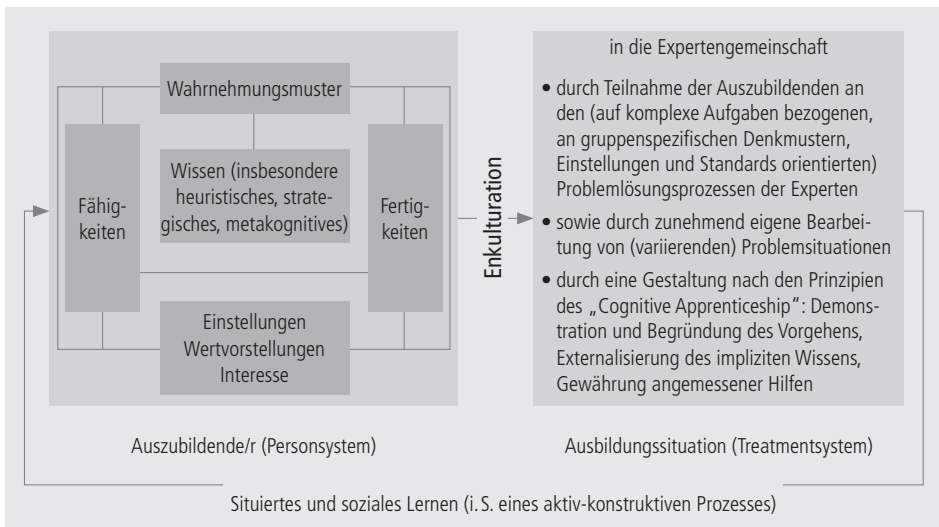 Wahrnehmungsmuster
Wissen (insbesondere
heuristisches, strate-
gisches, metakognitives)
Fähig-
keiten
Fertig-
keiten
Einstellungen
Wertvorstellungen
Interesse
Auszubildende/r (Personsystem)
Enkulturation
in die Expertengemeinschaft
• durch Teilnahme der Auszubildenden an
den (auf komplexe Aufgaben bezogenen,
an gruppenspezifischen Denkmustern,
Einstellungen und Standards orientierten)
Problemlösungsprozessen der Experten
• sowie durch zunehmend eigene Bearbei-
tung von (variierenden) Problemsituationen
• durch eine Gestaltung nach den Prinzipien
des „Cognitive Apprenticeship“: Demons-
tration und Begründung des Vorgehens,
Externalisierung des impliziten Wissens,
Gewährung angemessener Hilfen
Ausbildungssituation (Treatmentsystem)
Situiertes und soziales Lernen (i. S. eines aktiv-konstruktiven Prozesses)